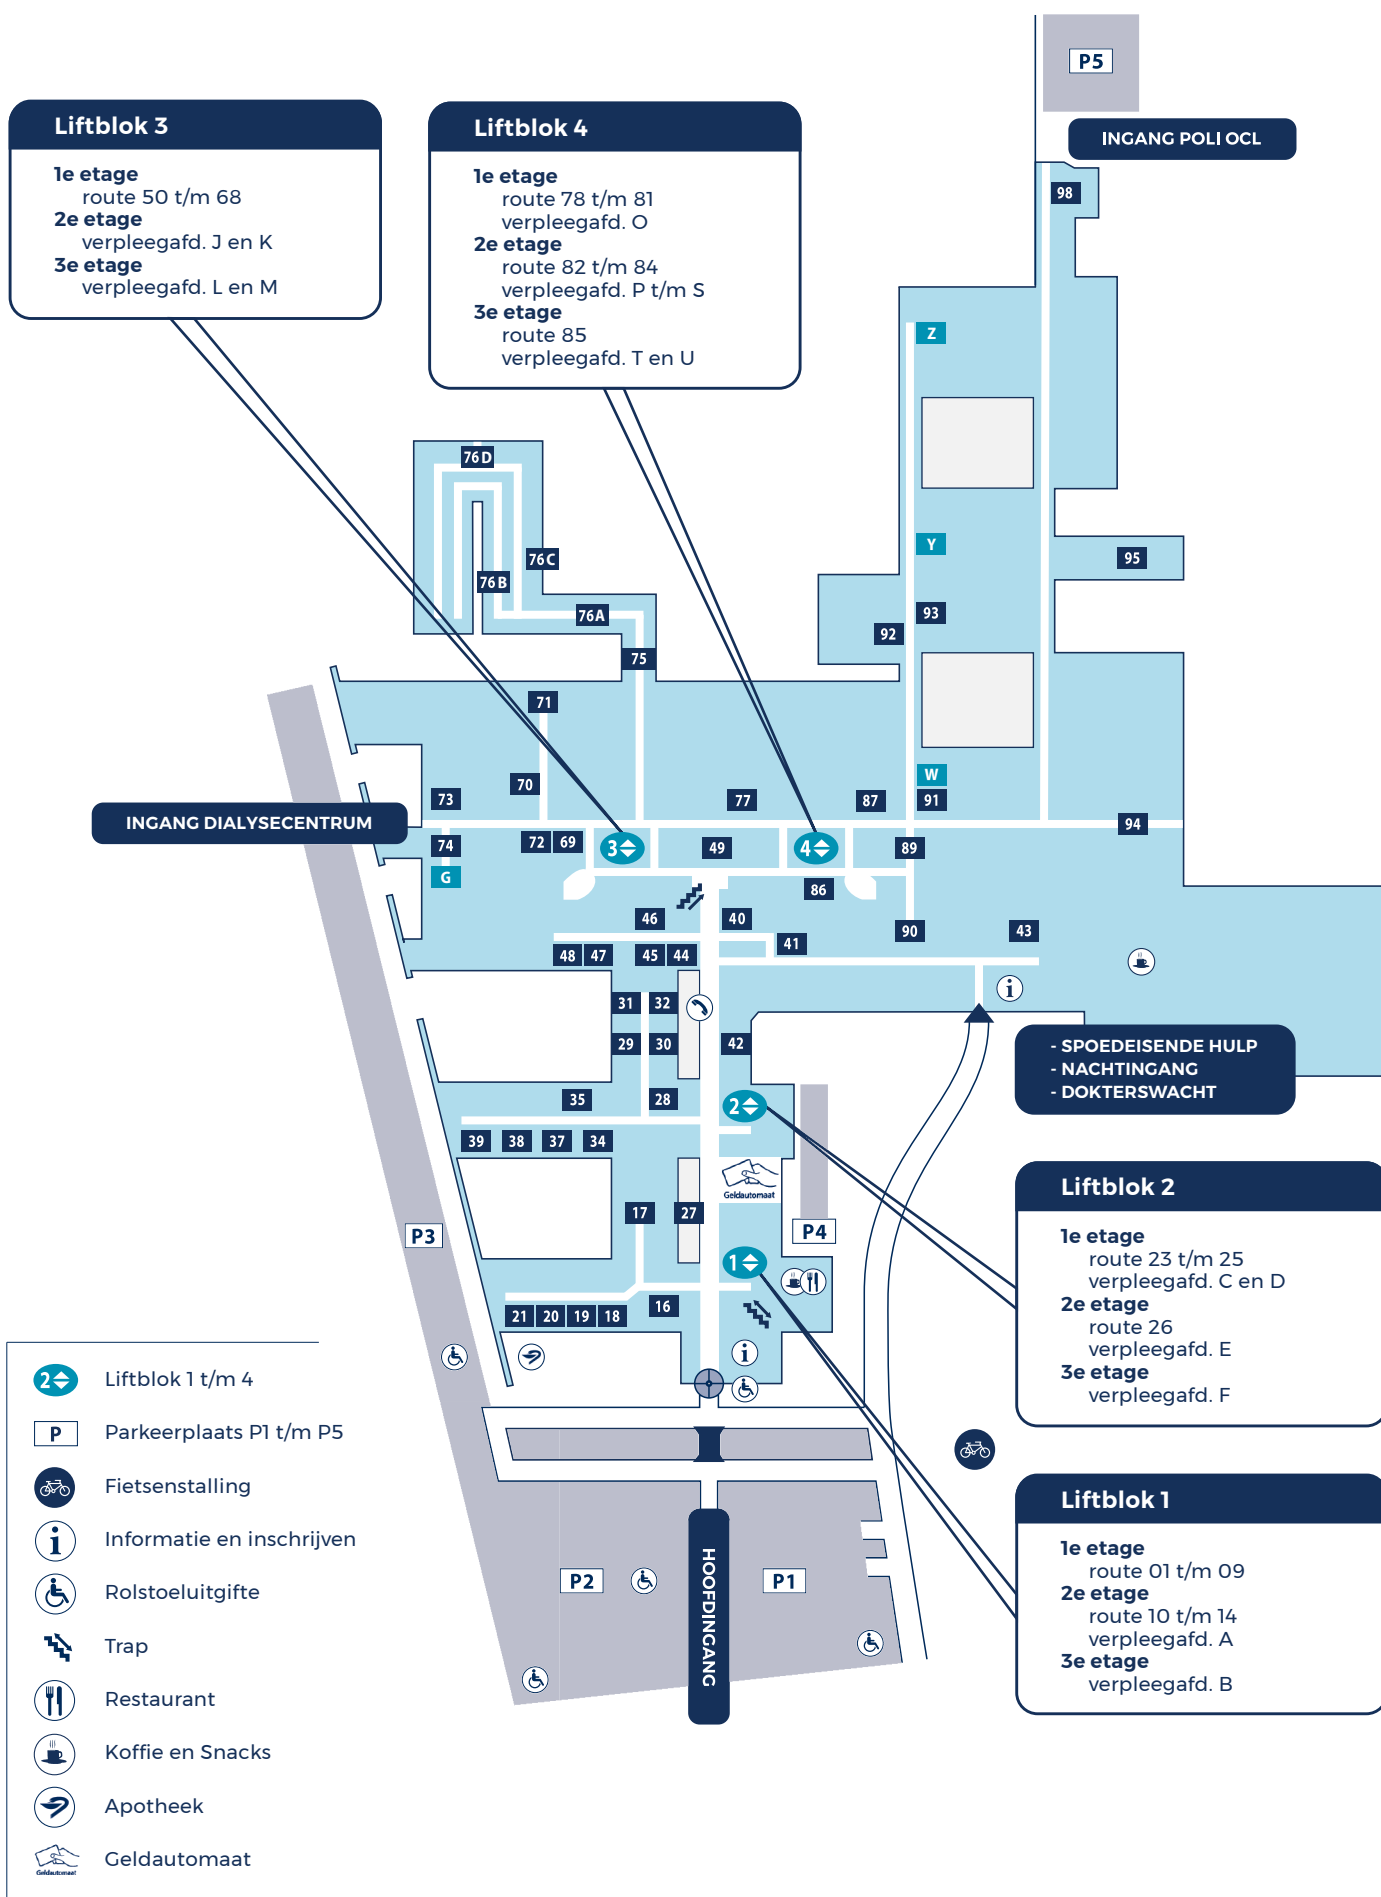 P5
INGANG POLI OCL
Liftblok 3
1e etage
route 50 t/m 68
2e etage
verpleegafd. J en K
3e etage
verpleegafd. L en M
Liftblok 4
1e etage
route 78 t/m 81
verpleegafd. O
2e etage
route 82 t/m 84
verpleegafd. P t/m S
3e etage
route 85
verpleegafd. T en U
98
Z
76D
Y
76C
95
76B
93
76A
92
75
71
W
70
73
77
87
91
INGANG DIALYSECENTRUM
94
74
72
69
3
49
4
89
G
86
46
40
90
43
41
48
47
45
44
i
31
32
29
30
42
- SPOEDEISENDE HULP
- NACHTINGANG
- DOKTERSWACHT
35
28
2
39
38
37
34
Geldautomaat
17
27
P4
P3
1
16
21
20
19
18
i
Liftblok 2
1e etage
route 23 t/m 25
verpleegafd. C en D
2e etage
route 26
verpleegafd. E
3e etage
verpleegafd. F
Liftblok 1
1e etage
route 01 t/m 09
2e etage
route 10 t/m 14
verpleegafd. A
3e etage
verpleegafd. B
P2
P1
HOOFDINGANG
2
Liftblok 1 t/m 4
P
Parkeerplaats P1 t/m P5
Fietsenstalling
i
Informatie en inschrijven
Rolstoeluitgifte
Trap
Restaurant
Koffie en Snacks
Apotheek
Geldautomaat
Geldautomaat